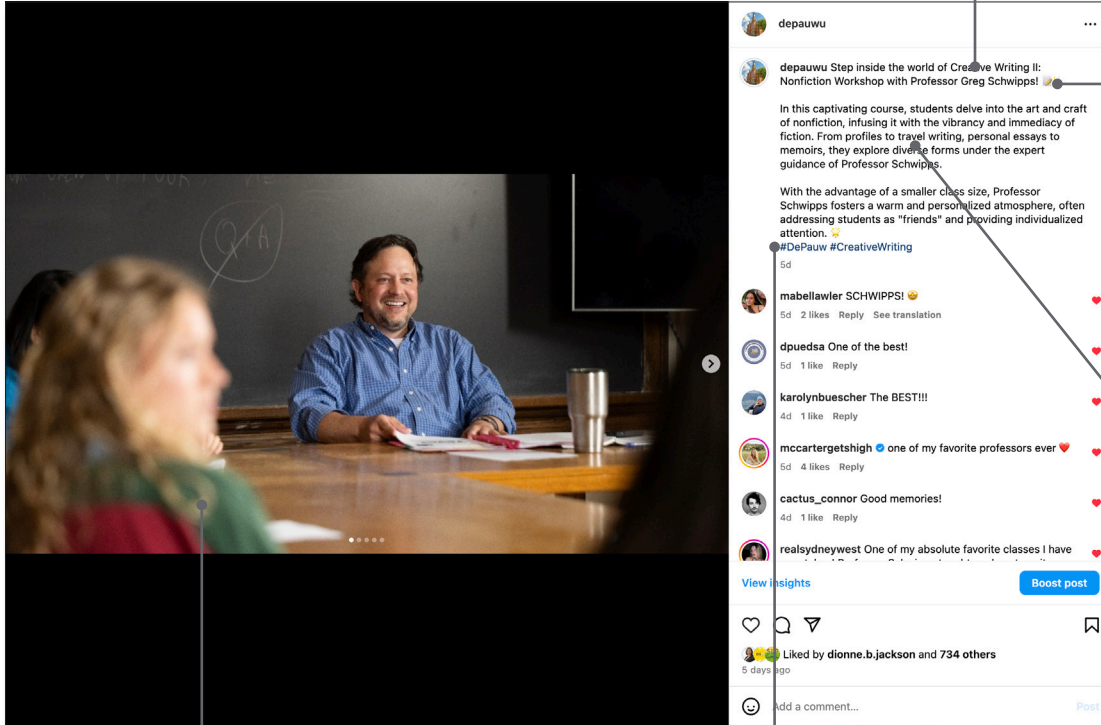 depauwu
depauwu Step inside the world of Creative Writing II:
Nonfiction Workshop with Professor Greg Schwipps! 📝
In this captivating course, students delve into the art and craft
of nonfiction, infusing it with the vibrancy and immediacy of
fiction. From profiles to travel writing, personal essays to
memoirs, they explore diverse forms under the expert
guidance of Professor Schwipps.
With the advantage of a smaller class size, Professor
Schwipps fosters a warm and personalized atmosphere, often
addressing students as "friends" and providing individualized
attention. 💡
#DePauw #CreativeWriting
5d
mabellawler SCHWIPPS! 🤩
5d 2 likes Reply See translation
dpuedsa One of the best!
5d 1 like Reply
karolynbuescher The BEST!!!
4d 1 like Reply
mccartergetshigh one of my favorite professors ever ❤️
5d 4 likes Reply
cactus_connor Good memories!
4d 1 like Reply
realsydneywest One of my absolute favorite classes I have
View insights
Boost post
Liked by dionne.b.jackson and 734 others
5 days ago
Add a comment...
Post
Q+A